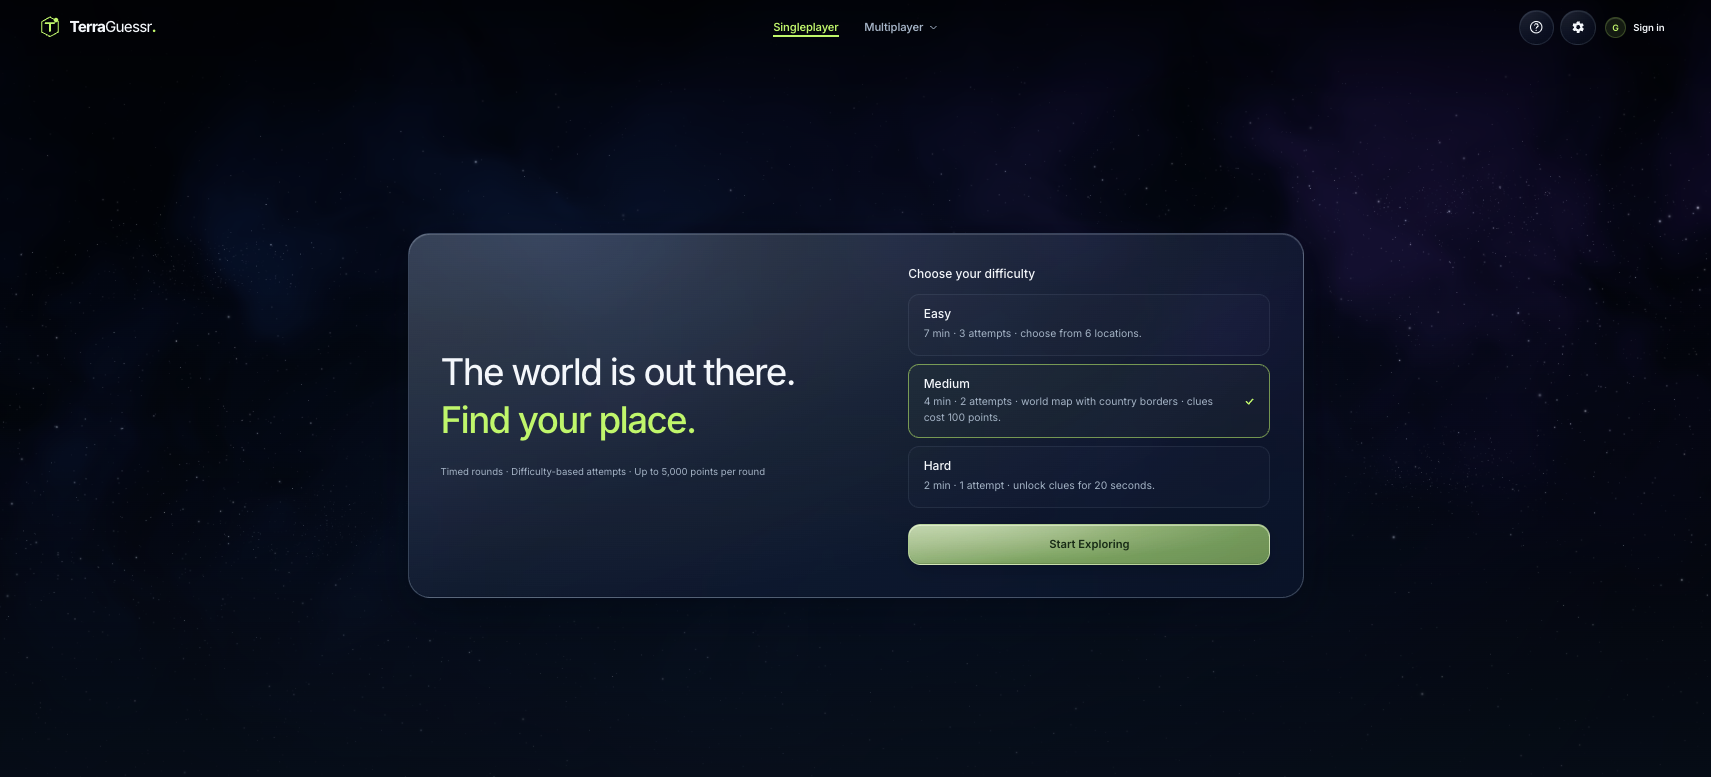 TerraGuessr.
Singleplayer
Multiplayer
G
Sign in
The world is out there.
Find your place.
Timed rounds · Difficulty-based attempts · Up to 5,000 points per round
Choose your difficulty
Easy
7 min · 3 attempts · choose from 6 locations.
Medium
4 min · 2 attempts · world map with country borders · clues
cost 100 points.
Hard
2 min · 1 attempt · unlock clues for 20 seconds.
Start Exploring